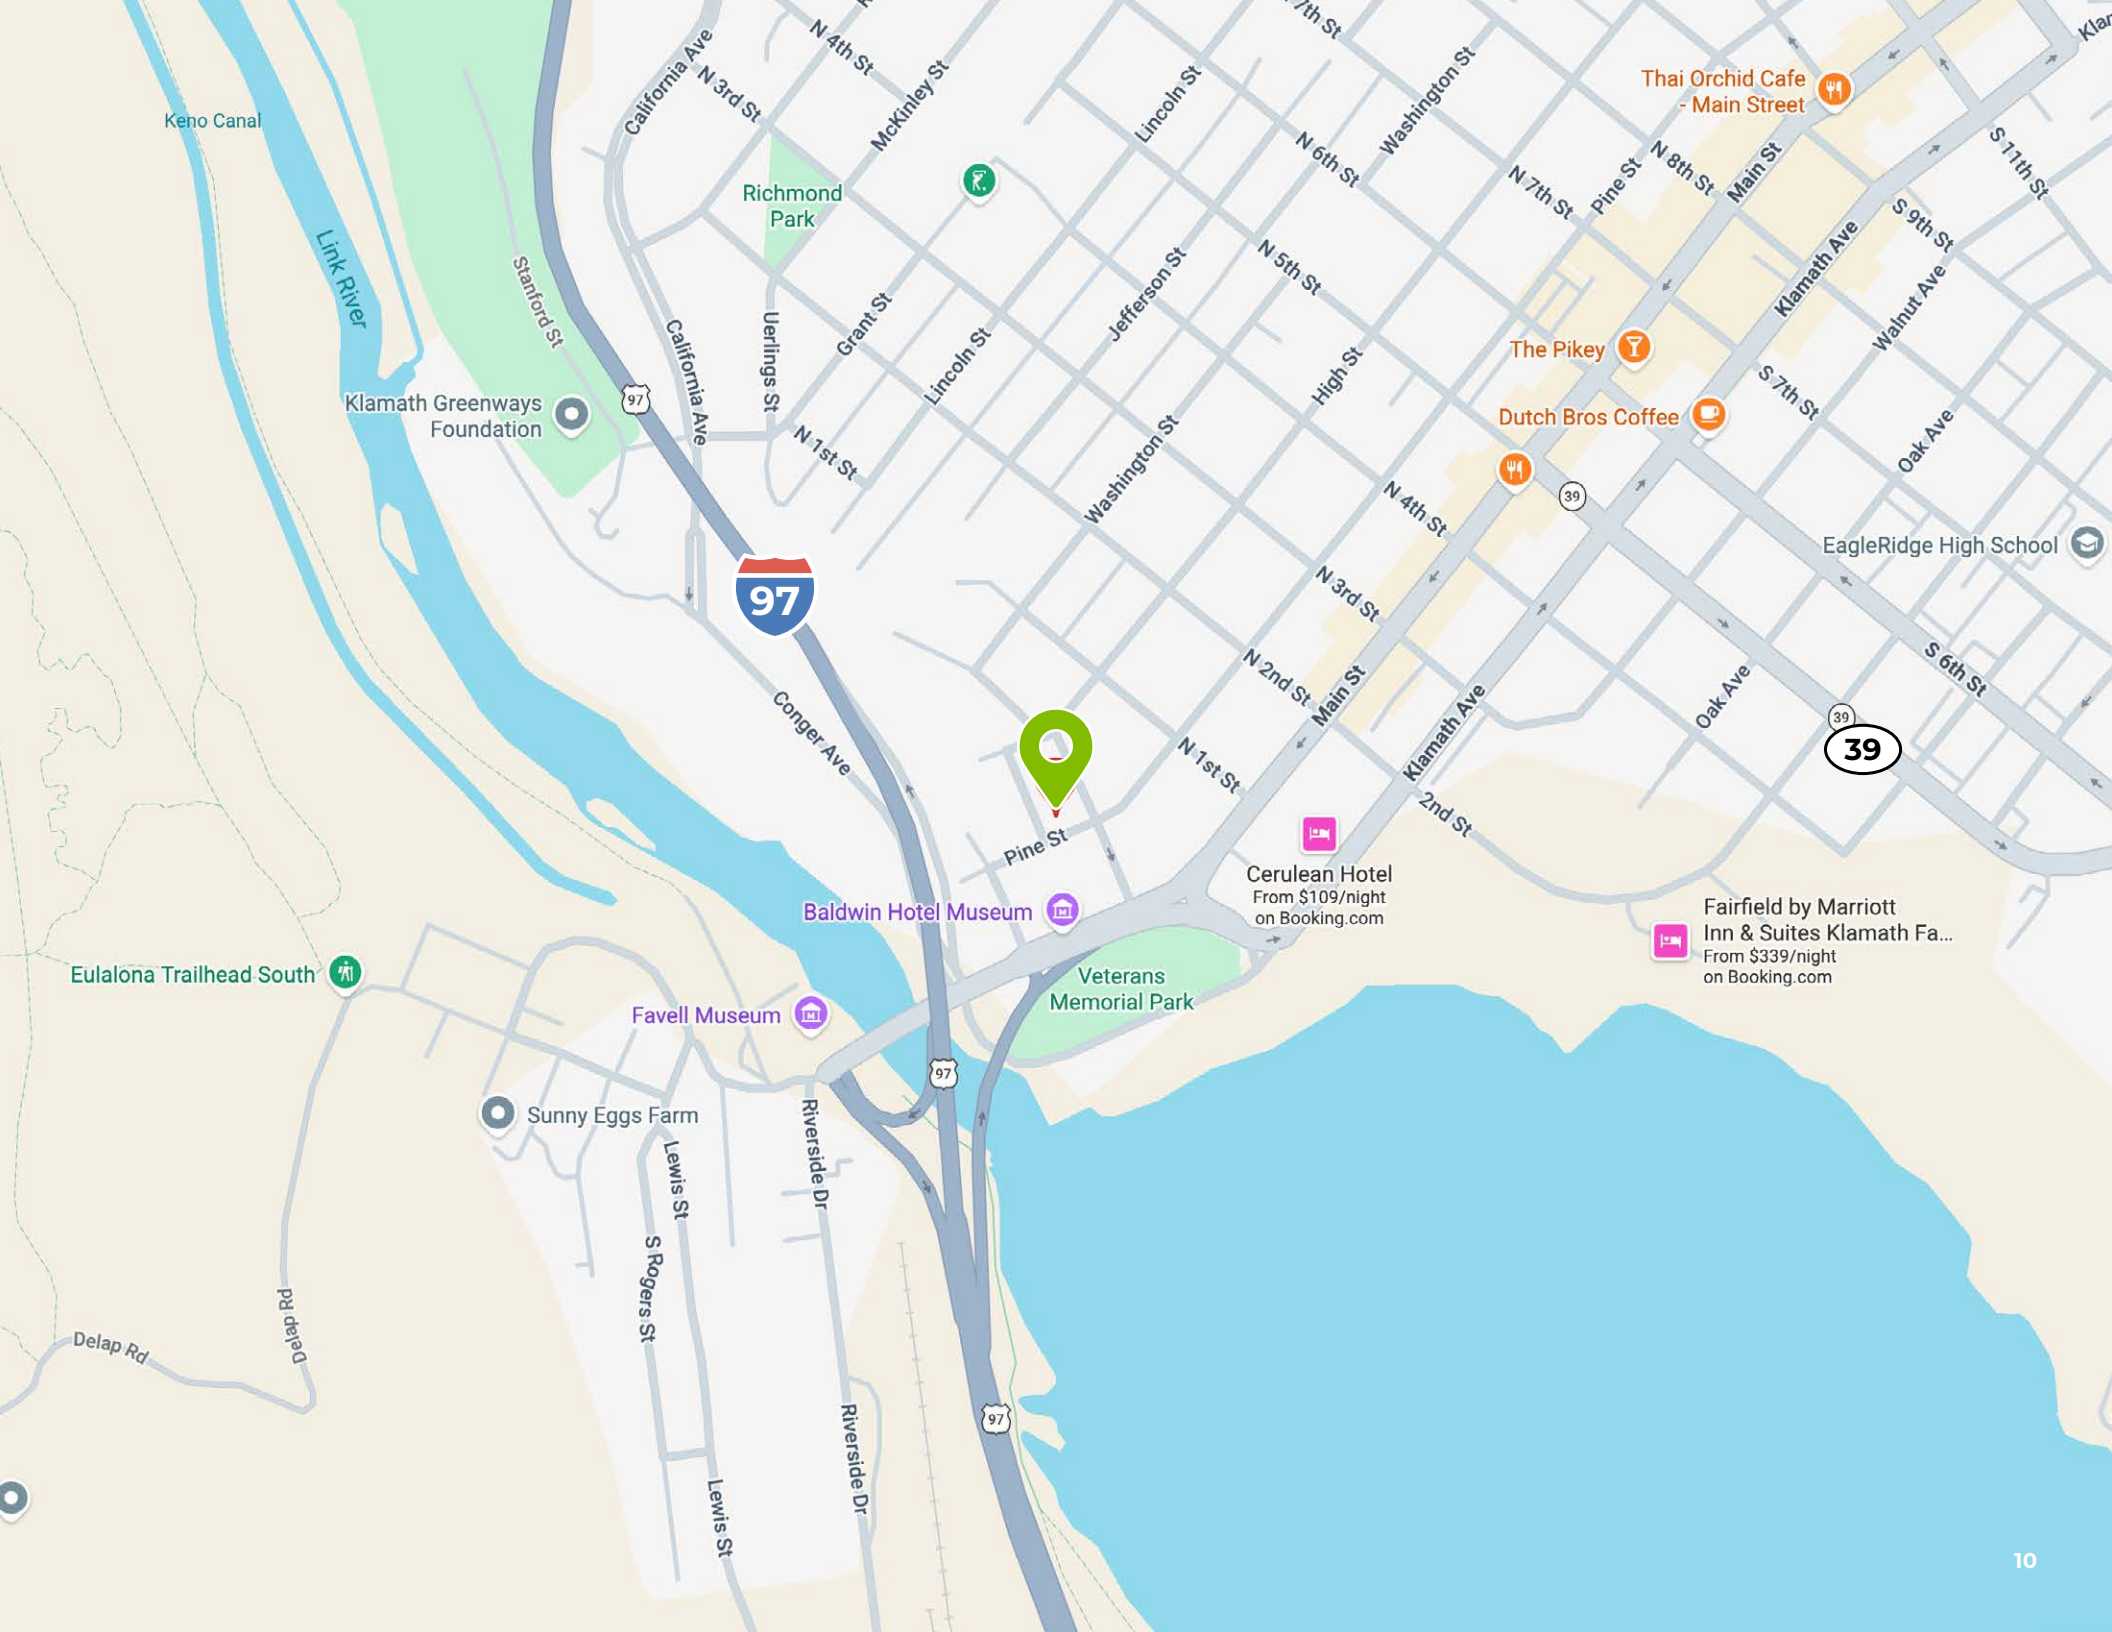 7th St
Klar
N 4th St
California Ave
N 3rd St
McKinley St
Lincoln St
Washington St
Thai Orchid Cafe
- Main Street
Keno Canal
N 6th St
N 8th St
Main St
S 11th St
Richmond
Park
N 7th St
Pine St
S 9th St
Link River
Stanford St
N 5th St
Jefferson St
Klamath Ave
Walnut Ave
California Ave
Uerlings St
Grant St
Lincoln St
High St
The Pikey
S 7th St
97
Klamath Greenways
Foundation
Dutch Bros Coffee
Oak Ave
N 1st St
Washington St
N 4th St
39
EagleRidge High School
97
N 3rd St
N 2nd St
Main St
S 6th St
Oak Ave
Conger Ave
N 1st St
Klamath Ave
39
39
2nd St
Pine St
Cerulean Hotel
From $109/night
on Booking.com
Baldwin Hotel Museum
Fairfield by Marriott
Inn & Suites Klamath Fa...
From $339/night
on Booking.com
Eulalona Trailhead South
Veterans
Memorial Park
Favell Museum
97
Sunny Eggs Farm
Riverside Dr
Lewis St
S Rogers St
Delap Rd
Delap Rd
97
Riverside Dr
Lewis St
10